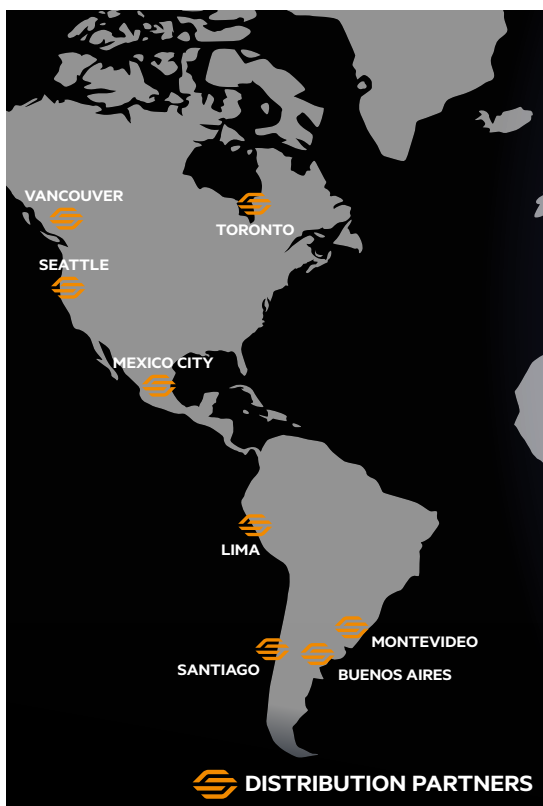 VANCOUVER
TORONTO
SEATTLE
MEXICO CITY
LIMA
MONTEVIDEO
SANTIAGO
BUENOS AIRES
DISTRIBUTION PARTNERS